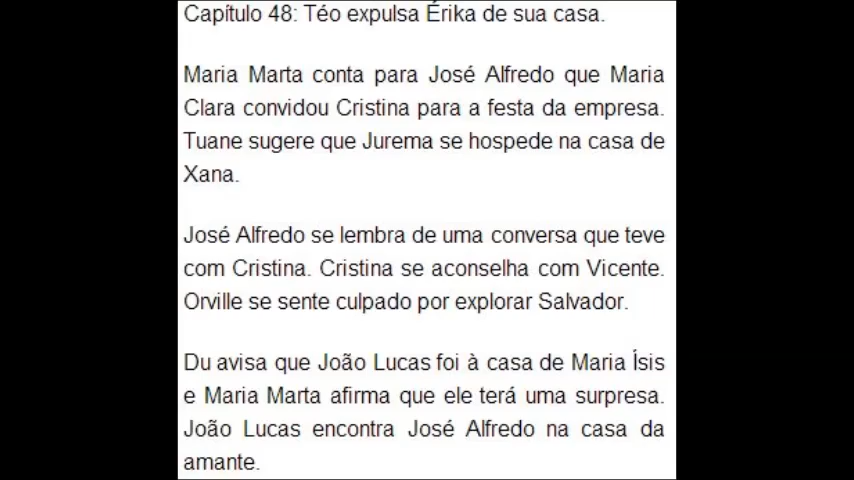 Capítulo 48: Téo expulsa Érika de sua casa.
Maria Marta conta para José Alfredo que Maria
Clara convidou Cristina para a festa da empresa.
Tuane sugere que Jurema se hospede na casa de
Xana.
José Alfredo se lembra de uma conversa que teve
com Cristina. Cristina se aconselha com Vicente.
Orville se sente culpado por explorar Salvador.
Du avisa que João Lucas foi à casa de Maria Ísis
e Maria Marta afirma que ele terá uma surpresa.
João Lucas encontra José Alfredo na casa da
amante.